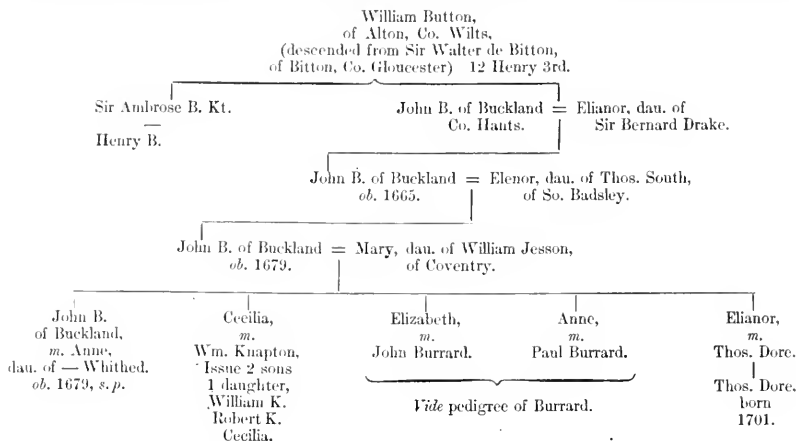 William Button,
of Alton, Co. Wilts,
(descended from Sir Walter de Bitton,
of Bitton, Co. Gloucester) 12 Henry 3rd.
Sir Ambrose B. Kt.
Henry B.
John B. of Buckland = Elianor, dau. of
Co. Hants. Sir Bernard Drake.
John B. of Buckland = Elenor, dau. of Thos. South,
ob. 1665. of So. Badsley.
John B. of Buckland = Mary, dau. of William Jesson,
ob. 1679. of Coventry.
John B.
of Buckland,
m. Anne,
dau. of — Whithed.
ob. 1679, s.p.
Cecilia,
m.
Wm. Knapton,
Issue 2 sons
1 daughter,
William K.
Robert K.
Cecilia.
Elizabeth,
m.
John Burrard.
Anne,
m.
Paul Burrard.
Vide pedigree of Burrard.
Elianor,
m.
Thos. Dore.
Thos. Dore.
born
1701.